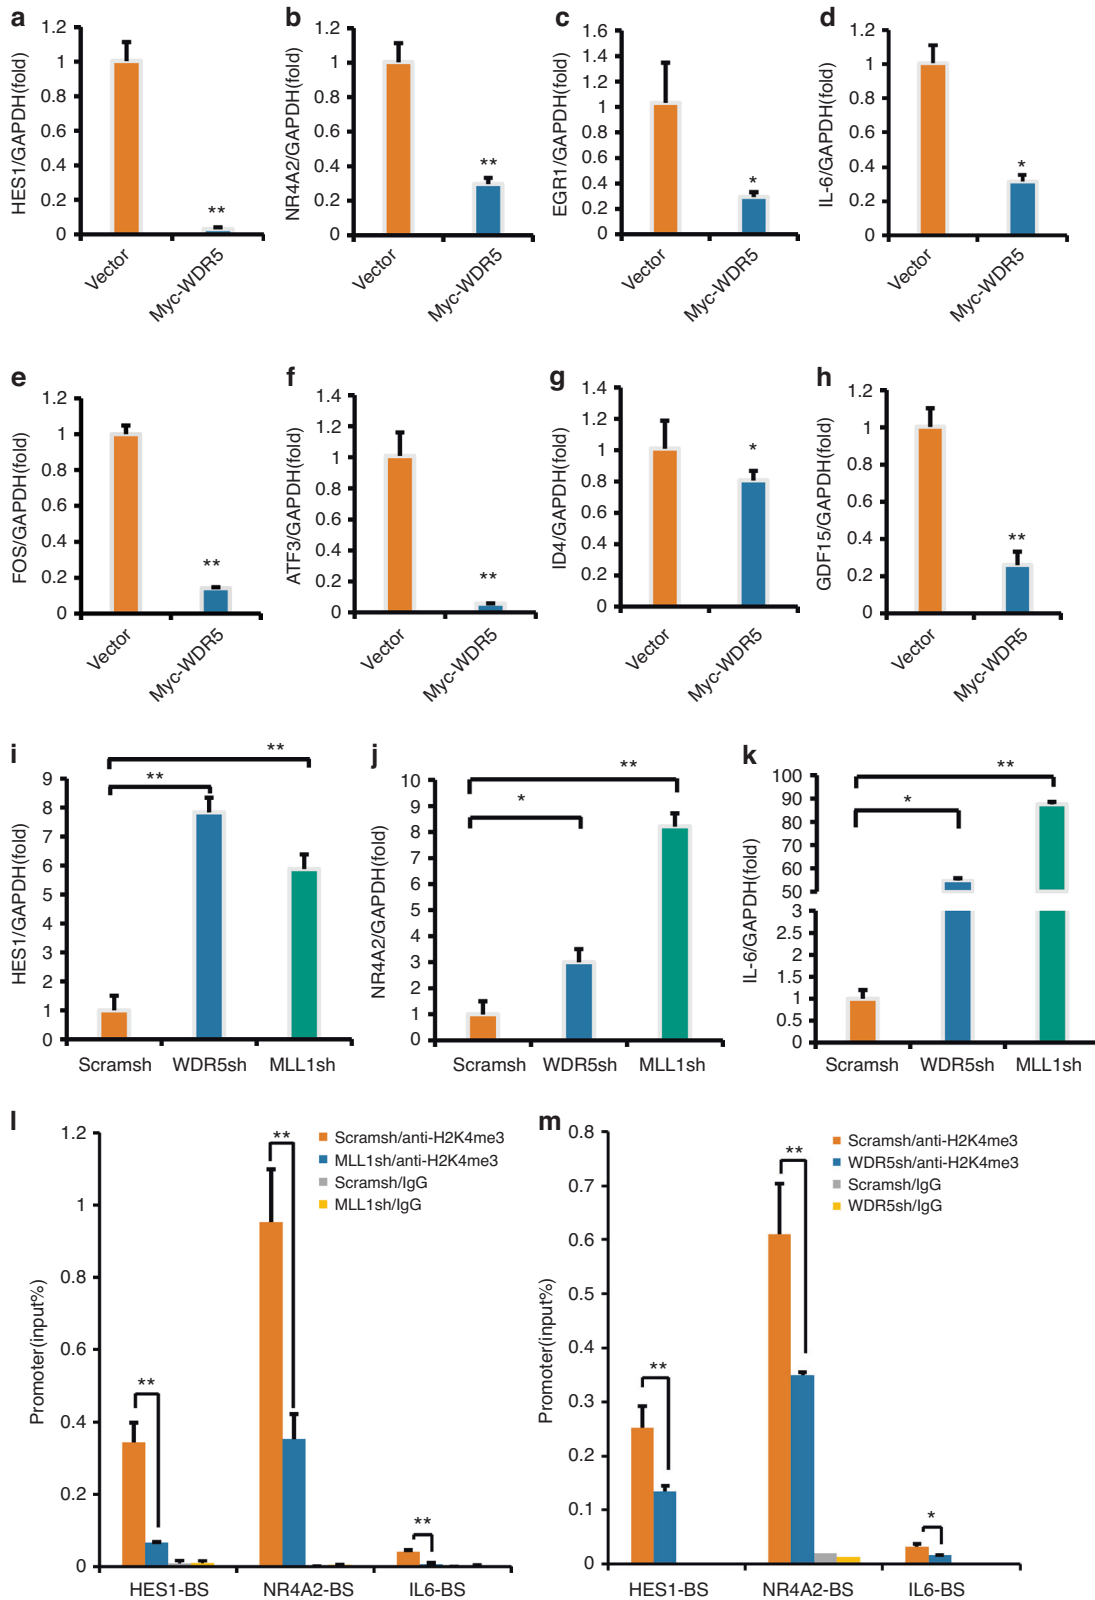 a
HES1/GAPDH(fold)
1.2
1
0.8
0.6
0.4
0.2
0
**
Vector
Myc-WDR5
b
NR4A2/GAPDH(fold)
1.2
1
0.8
0.6
0.4
0.2
0
**
Vector
Myc-WDR5
c
EGR1/GAPDH(fold)
1.6
1.4
1.2
1
0.8
0.6
0.4
0.2
0
*
Vector
Myc-WDR5
d
IL-6/GAPDH(fold)
1.2
1
0.8
0.6
0.4
0.2
0
*
Vector
Myc-WDR5
e
FOS/GAPDH(fold)
1.2
1
0.8
0.6
0.4
0.2
0
**
Vector
Myc-WDR5
f
ATF3/GAPDH(fold)
1.4
1.2
1
0.8
0.6
0.4
0.2
0
**
Vector
Myc-WDR5
g
ID4/GAPDH(fold)
1.4
1.2
1
0.8
0.6
0.4
0.2
0
*
Vector
Myc-WDR5
h
GDF15/GAPDH(fold)
1.2
1
0.8
0.6
0.4
0.2
0
**
Vector
Myc-WDR5
i
HES1/GAPDH(fold)
9
8
7
6
5
4
3
2
1
0
**
**
Scramsh WDR5sh MLL1sh
j
NR4A2/GAPDH(fold)
10
9
8
7
6
5
4
3
2
1
0
**
*
Scramsh WDR5sh MLL1sh
k
IL-6/GAPDH(fold)
100
90
80
70
60
50
3
2.5
2
1.5
1
0.5
0
**
*
Scramsh WDR5sh MLL1sh
l
Promoter(input%)
1.2
1
0.8
0.6
0.4
0.2
0
Scramsh/anti-H2K4me3
MLL1sh/anti-H2K4me3
Scramsh/IgG
MLL1sh/IgG
**
**
**
HES1-BS NR4A2-BS IL6-BS
m
Promoter(input%)
0.8
0.7
0.6
0.5
0.4
0.3
0.2
0.1
0
Scramsh/anti-H2K4me3
WDR5sh/anti-H2K4me3
Scramsh/IgG
WDR5sh/IgG
**
**
*
HES1-BS NR4A2-BS IL6-BS